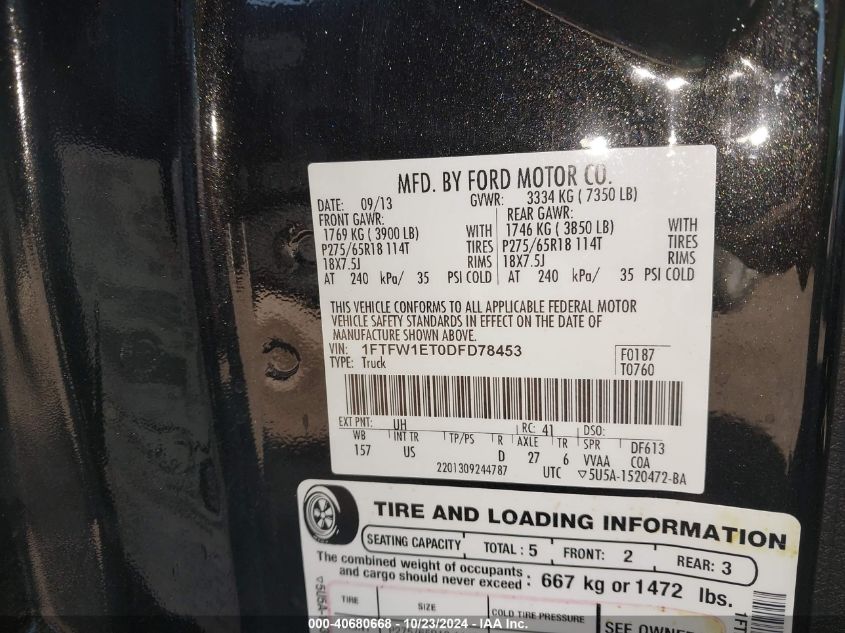 MFD. BY FORD MOTOR CO.
DATE: 09/13 GVWR: 3334 KG ( 7350 LB)
FRONT GAWR: REAR GAWR:
1769 KG ( 3900 LB) WITH 1746 KG ( 3850 LB) WITH
P275/65R18 114T TIRES P275/65R18 114T TIRES
18X7.5J RIMS 18X7.5J RIMS
AT 240 kPa/ 35 PSI COLD AT 240 kPa/ 35 PSI COLD
THIS VEHICLE CONFORMS TO ALL APPLICABLE FEDERAL MOTOR
VEHICLE SAFETY STANDARDS IN EFFECT ON THE DATE OF
MANUFACTURE SHOWN ABOVE.
VIN: 1FTFW1ET0DFD78453 F0187
TYPE: Truck T0760
EXT PNT: UH RC: 41 DSO:
WB INT TR TP/PS R AXLE TR SPR DF613
157 US D 27 6 VVAA COA
2201309244787 UTC ▽5U5A-1520472-BA
TIRE AND LOADING INFORMATION
SEATING CAPACITY TOTAL : 5 FRONT: 2 REAR: 3
The combined weight of occupants
and cargo should never exceed : 667 kg or 1472 lbs.
TIRE SIZE COLD TIRE PRESSURE SEE OWNER
000-40680668 - 10/23/2024 - IAA Inc.